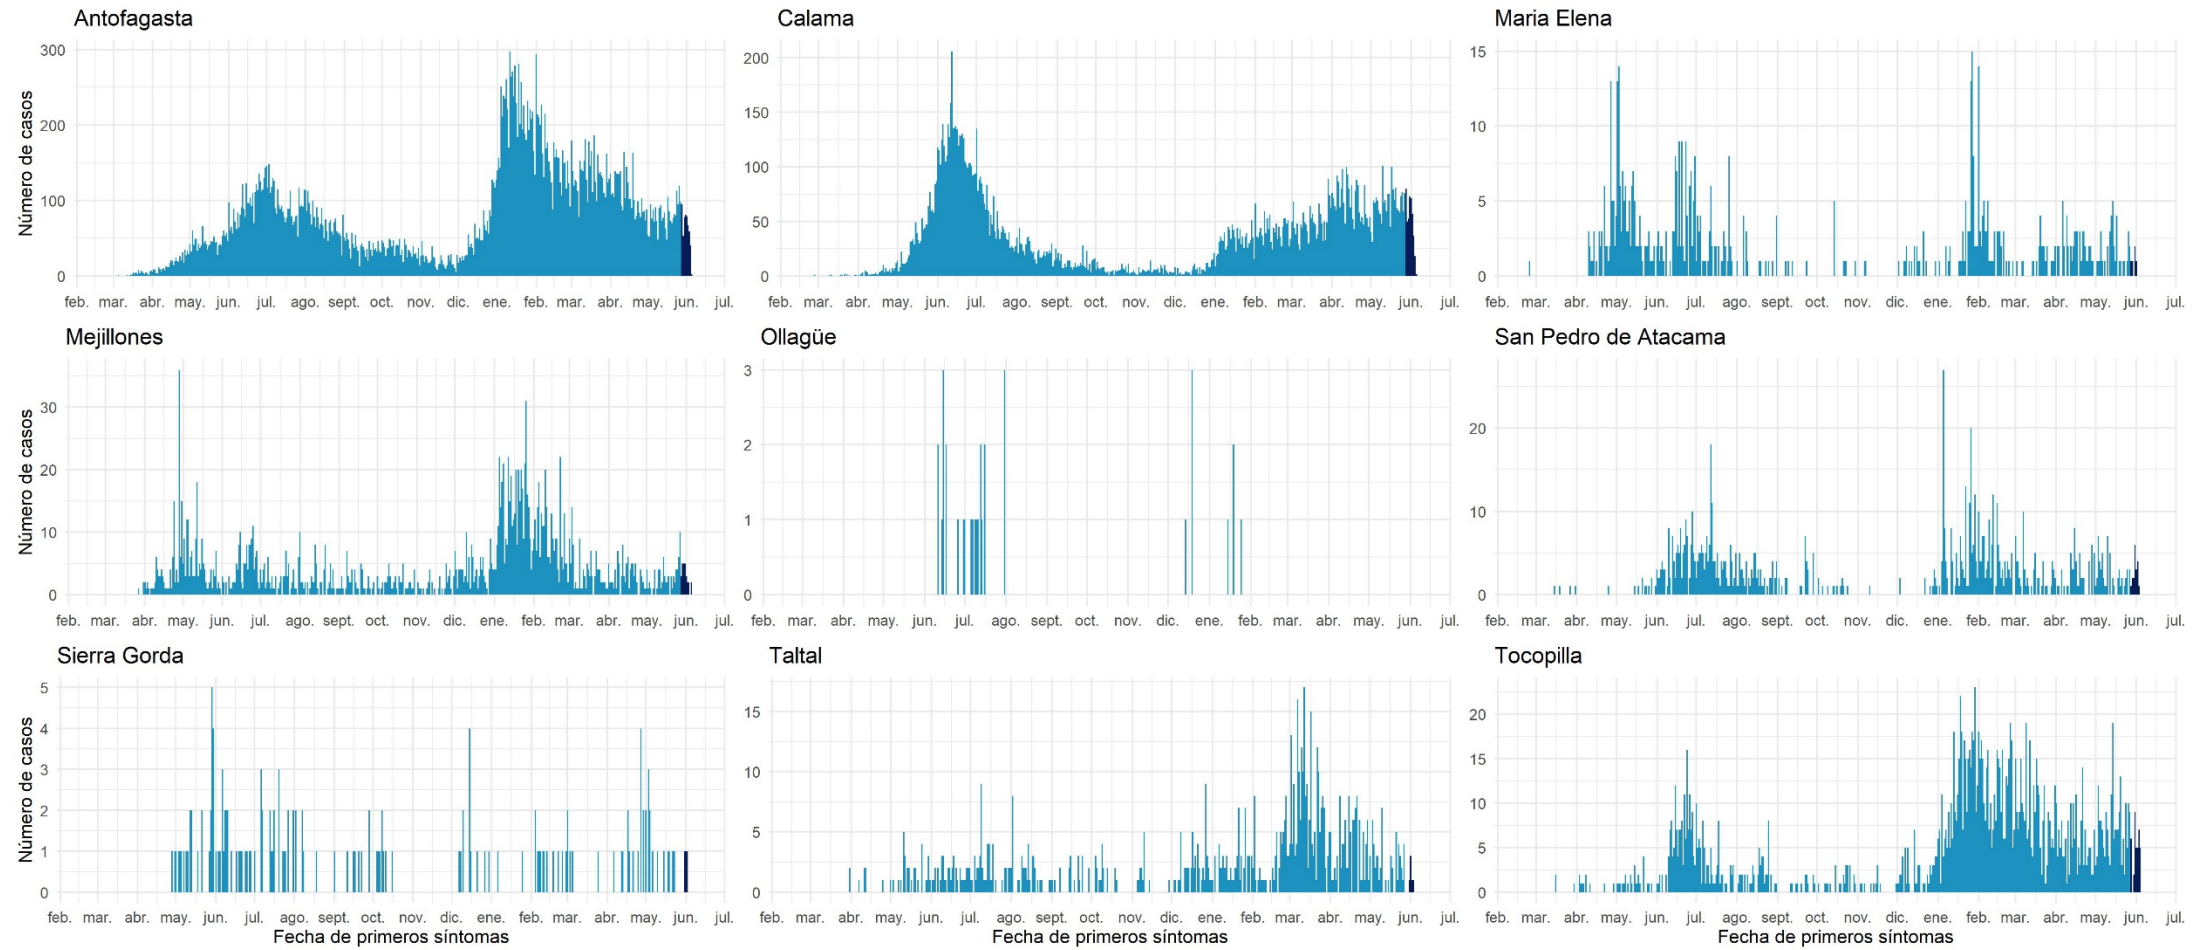 Antofagasta
Calama
Maria Elena
Número de casos
300
200
100
0
200
150
100
50
0
15
10
5
0
feb. mar. abr. may. jun. jul. ago. sept. oct. nov. dic. ene. feb. mar. abr. may. jun. jul.
feb. mar. abr. may. jun. jul. ago. sept. oct. nov. dic. ene. feb. mar. abr. may. jun. jul.
feb. mar. abr. may. jun. jul. ago. sept. oct. nov. dic. ene. feb. mar. abr. may. jun. jul.
Mejillones
Ollagüe
San Pedro de Atacama
Número de casos
30
20
10
0
3
2
1
0
20
10
0
feb. mar. abr. may. jun. jul. ago. sept. oct. nov. dic. ene. feb. mar. abr. may. jun. jul.
feb. mar. abr. may. jun. jul. ago. sept. oct. nov. dic. ene. feb. mar. abr. may. jun. jul.
feb. mar. abr. may. jun. jul. ago. sept. oct. nov. dic. ene. feb. mar. abr. may. jun. jul.
Sierra Gorda
Taltal
Tocopilla
Número de casos
5
4
3
2
1
0
15
10
5
0
20
15
10
5
0
feb. mar. abr. may. jun. jul. ago. sept. oct. nov. dic. ene. feb. mar. abr. may. jun. jul.
feb. mar. abr. may. jun. jul. ago. sept. oct. nov. dic. ene. feb. mar. abr. may. jun. jul.
feb. mar. abr. may. jun. jul. ago. sept. oct. nov. dic. ene. feb. mar. abr. may. jun. jul.
Fecha de primeros síntomas
Fecha de primeros síntomas
Fecha de primeros síntomas